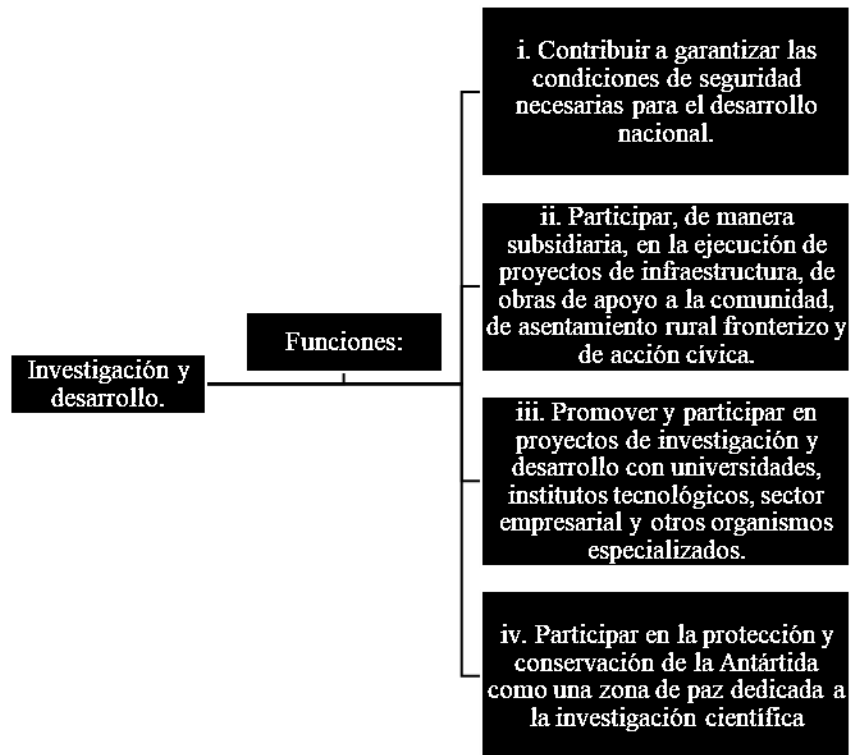 Investigación y
desarrollo.
Funciones:
i. Contribuir a garantizar las
condiciones de seguridad
necesarias para el desarrollo
nacional.
ii. Participar, de manera
subsidiaria, en la ejecución de
proyectos de infraestructura, de
obras de apoyo a la comunidad,
de asentamiento rural fronterizo y
de acción cívica.
iii. Promover y participar en
proyectos de investigación y
desarrollo con universidades,
institutos tecnológicos, sector
empresarial y otros organismos
especializados.
iv. Participar en la protección y
conservación de la Antártida
como una zona de paz dedicada a
la investigación científica